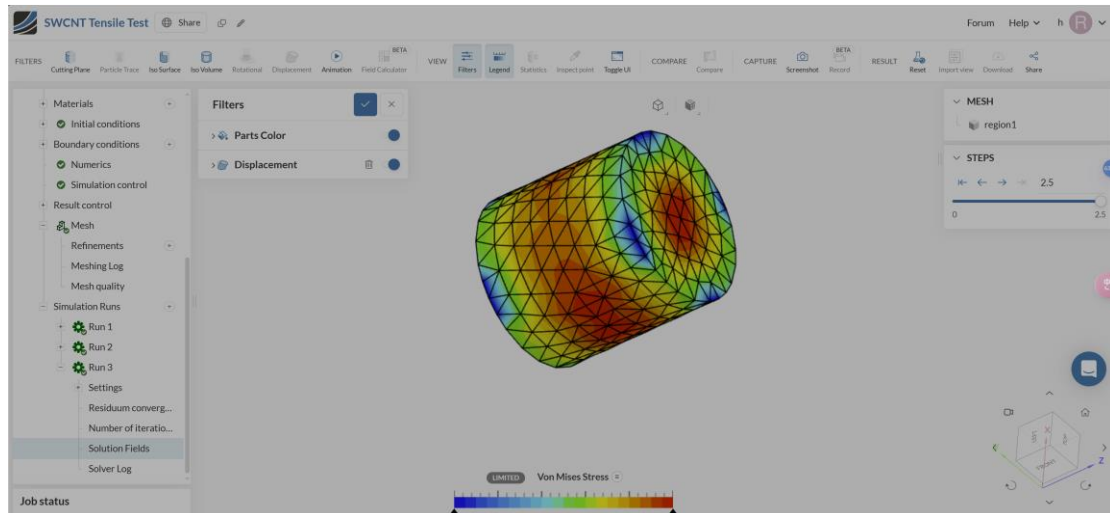 SWCNT Tensile Test Share Forum Help h R
FILTERS Cutting Plane Particle Trace Iso Surface Iso Volume Rotational Displacement Animation BETA Field Calculator VIEW Filters Legend Statistics Inspect point Toggle UI COMPARE Compare CAPTURE Screenshot BETA Record RESULT Reset Import view Download Share
Materials
Initial conditions
Boundary conditions
Numerics
Simulation control
Result control
Mesh
Refinements
Meshing Log
Mesh quality
Simulation Runs
Run 1
Run 2
Run 3
Settings
Residuum converg...
Number of iteratio...
Solution Fields
Solver Log
Job status
Filters
Parts Color
Displacement
MESH
region1
STEPS
2.5
0 2.5
LIMITED Von Mises Stress
X
FRONT
Z